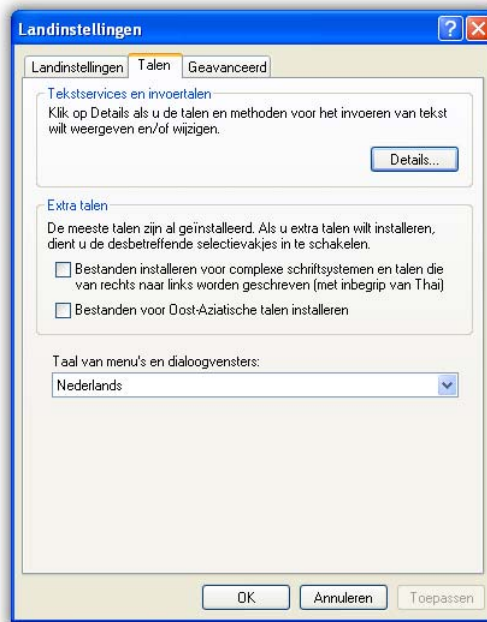 Landinstellingen
Landinstellingen Talen Geavanceerd
Tekstservices en invoertalen
Klik op Details als u de talen en methoden voor het invoeren van tekst
wilt weergeven en/of wijzigen.
Details...
Extra talen
De meeste talen zijn al geïnstalleerd. Als u extra talen wilt installeren,
dient u de desbetreffende selectievakjes in te schakelen.
Bestanden installeren voor complexe schriftsystemen en talen die
van rechts naar links worden geschreven (met inbegrip van Thai)
Bestanden voor Oost-Aziatische talen installeren
Taal van menu's en dialoogvensters:
Nederlands
OK Annuleren Toepassen